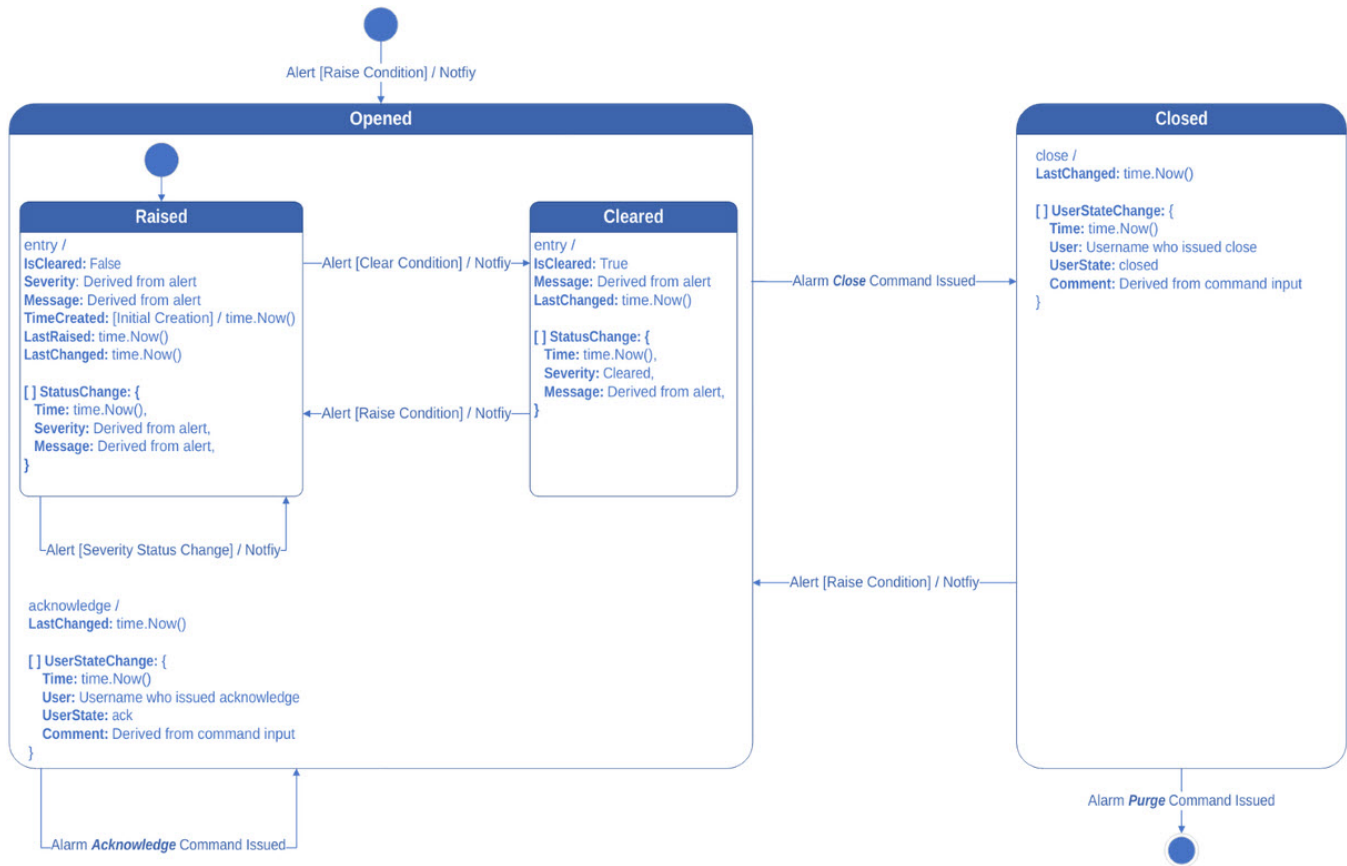 Alert [Raise Condition] / Notfiy
Opened
Raised
entry /
IsCleared: False
Severity: Derived from alert
Message: Derived from alert
TimeCreated: [Initial Creation] / time.Now()
LastRaised: time.Now()
LastChanged: time.Now()
[ ] StatusChange: {
Time: time.Now(),
Severity: Derived from alert,
Message: Derived from alert,
}
Alert [Clear Condition] / Notfiy
Alert [Raise Condition] / Notfiy
Cleared
entry /
IsCleared: True
Message: Derived from alert
LastChanged: time.Now()
[ ] StatusChange: {
Time: time.Now(),
Severity: Cleared,
Message: Derived from alert,
}
Alert [Severity Status Change] / Notfiy
acknowledge /
LastChanged: time.Now()
[ ] UserStateChange: {
Time: time.Now()
User: Username who issued acknowledge
UserState: ack
Comment: Derived from command input
}
Alarm Acknowledge Command Issued
Alarm Close Command Issued
Alert [Raise Condition] / Notfiy
Closed
close /
LastChanged: time.Now()
[ ] UserStateChange: {
Time: time.Now()
User: Username who issued close
UserState: closed
Comment: Derived from command input
}
Alarm Purge Command Issued